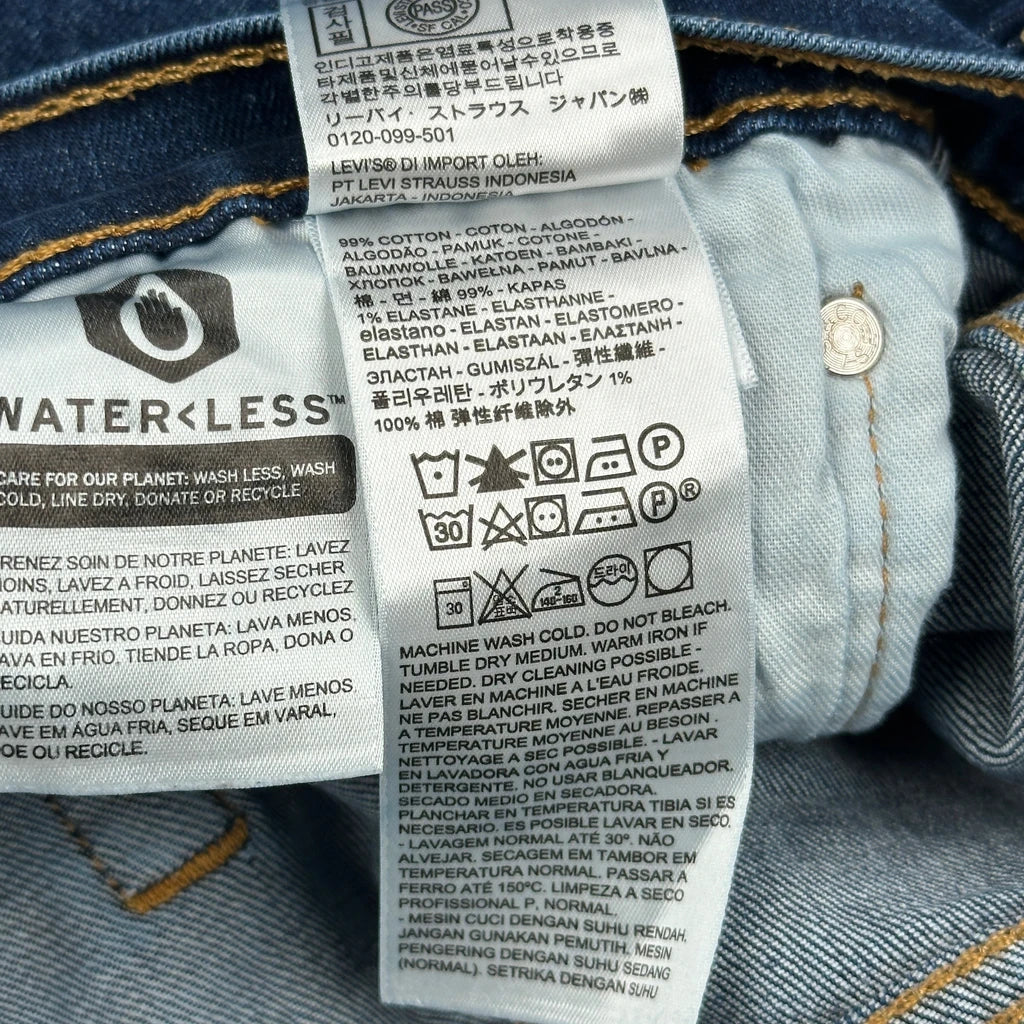 검
사
필
PASS
인디고제품은염료특성으로착용중
타제품및신체에묻어날수있으므로
각별한주의를당부드립니다
リーバイ・ストラウス ジャパン㈱
0120-099-501
LEVI'S® DI IMPORT OLEH:
PT LEVI STRAUSS INDONESIA
JAKARTA - INDONESIA
99% COTTON - COTON - ALGODÓN -
ALGODÃO - PAMUK - COTONE -
BAUMWOLLE - KATOEN - BAMBAKI -
ХЛОПОК - BAWEŁNA - PAMUT - BAVLNA -
棉 - 면 - 綿 99% - KAPAS
1% ELASTANE - ELASTHANNE -
elastano - ELASTAN - ELASTOMERO -
ELASTHAN - ELASTAAN - ΕΛΑΣΤΑΝΗ -
ЭЛАСТАН - GUMISZÁL - 彈性纖維 -
폴리우레탄 - ポリウレタン 1%
100% 棉 弹性纤维除外
P
30
P®
30
표백
2
140-160
드라이
MACHINE WASH COLD. DO NOT BLEACH.
TUMBLE DRY MEDIUM. WARM IRON IF
NEEDED. DRY CLEANING POSSIBLE -
LAVER EN MACHINE A L'EAU FROIDE.
NE PAS BLANCHIR. SECHER EN MACHINE
A TEMPERATURE MOYENNE. REPASSER A
TEMPERATURE MOYENNE AU BESOIN .
NETTOYAGE A SEC POSSIBLE. - LAVAR
EN LAVADORA CON AGUA FRIA Y
DETERGENTE. NO USAR BLANQUEADOR.
SECADO MEDIO EN SECADORA.
PLANCHAR EN TEMPERATURA TIBIA SI ES
NECESARIO. ES POSIBLE LAVAR EN SECO.
- LAVAGEM NORMAL ATÉ 30º. NÃO
ALVEJAR. SECAGEM EM TAMBOR EM
TEMPERATURA NORMAL. PASSAR A
FERRO ATÉ 150ºC. LIMPEZA A SECO
PROFISSIONAL P, NORMAL.
- MESIN CUCI DENGAN SUHU RENDAH.
JANGAN GUNAKAN PEMUTIH. MESIN
PENGERING DENGAN SUHU SEDANG
(NORMAL). SETRIKA DENGAN SUHU
WATER<LESS™
CARE FOR OUR PLANET: WASH LESS, WASH
COLD, LINE DRY, DONATE OR RECYCLE
RENEZ SOIN DE NOTRE PLANETE: LAVEZ
OINS, LAVEZ A FROID, LAISSEZ SECHER
ATURELLEMENT, DONNEZ OU RECYCLEZ
UIDA NUESTRO PLANETA: LAVA MENOS,
AVA EN FRIO, TIENDE LA ROPA, DONA O
ECICLA.
UIDE DO NOSSO PLANETA: LAVE MENOS
AVE EM ÁGUA FRIA, SEQUE EM VARAL,
OE OU RECICLE.